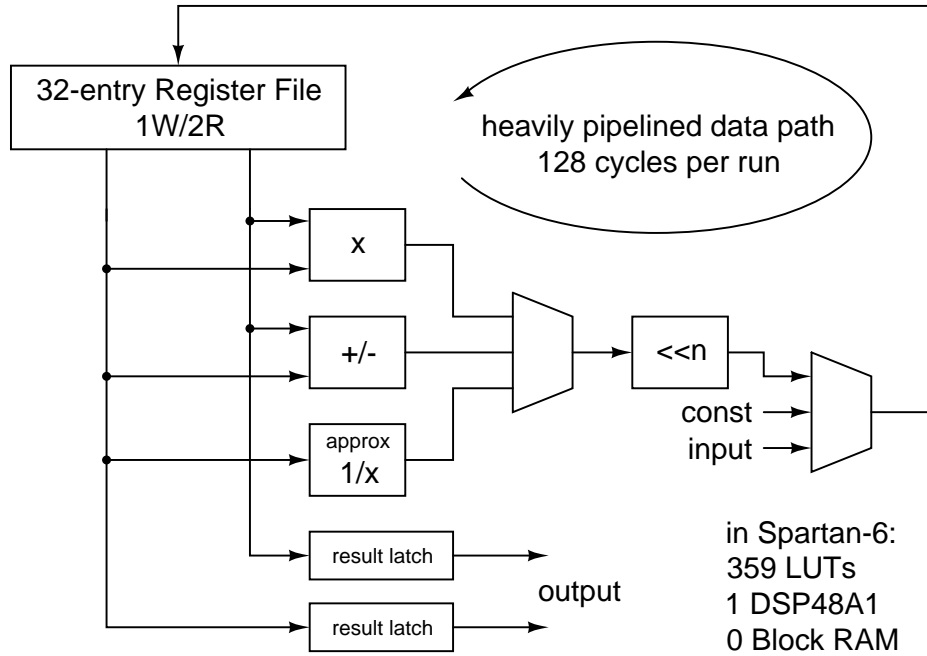 32-entry Register File
1W/2R
heavily pipelined data path
128 cycles per run
x
+/-
<<n
approx
1/x
const
input
result latch
output
result latch
in Spartan-6:
359 LUTs
1 DSP48A1
0 Block RAM